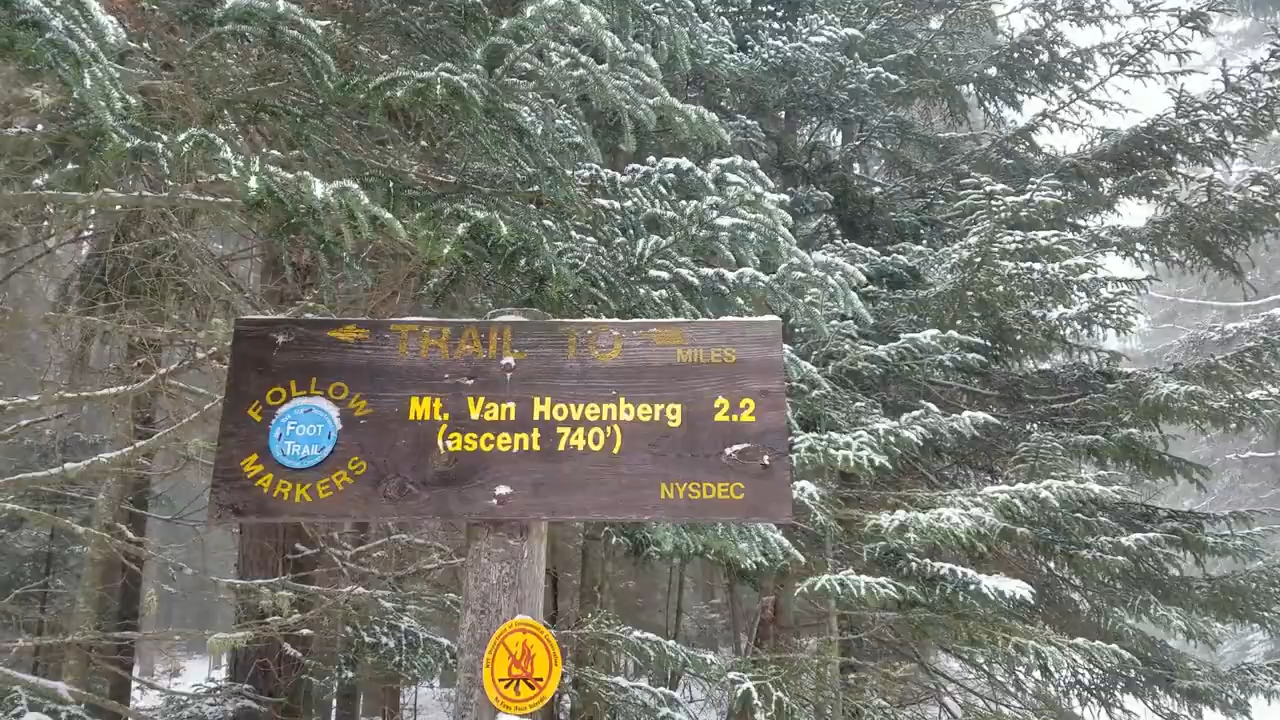 TRAIL TO
MILES
FOLLOW
FOOT
TRAIL
MARKERS
Mt. Van Hovenberg 2.2
(ascent 740')
NYSDEC